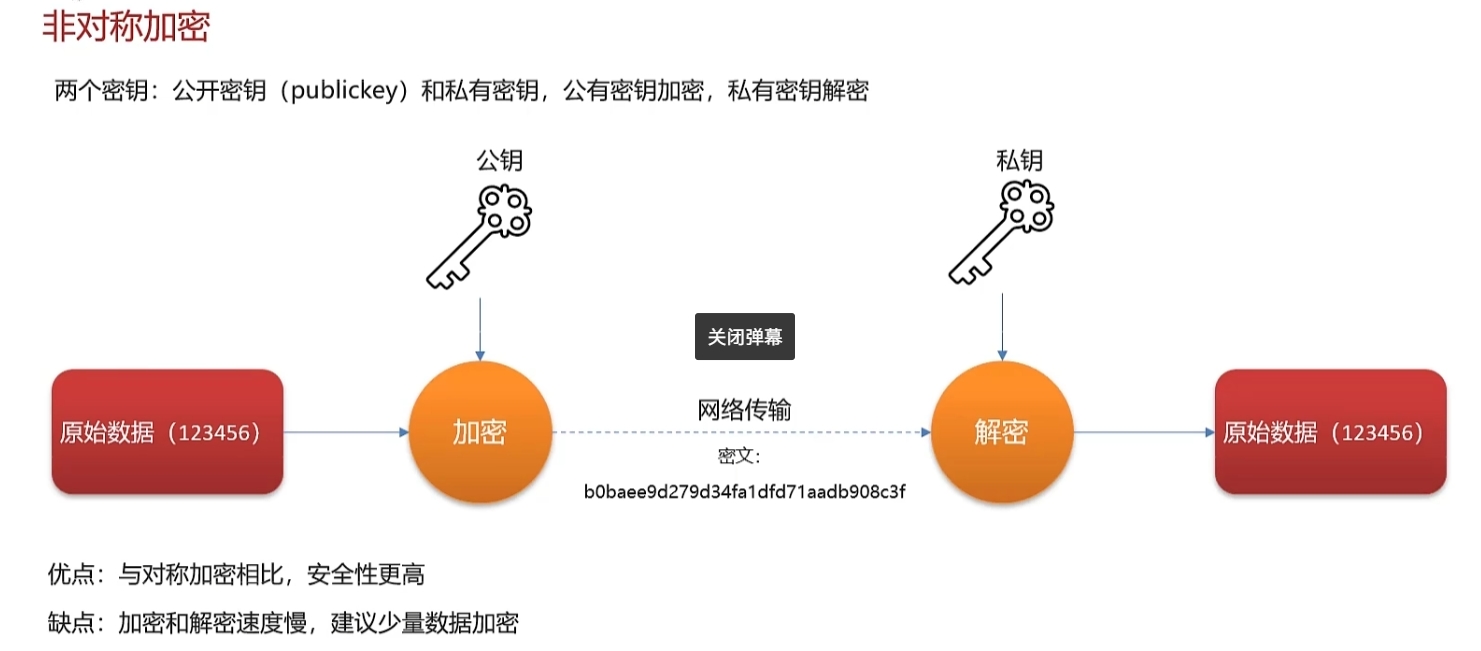 非对称加密
两个密钥：公开密钥（publickey）和私有密钥，公有密钥加密，私有密钥解密
公钥
私钥
关闭弹幕
原始数据（123456）
加密
网络传输
解密
原始数据（123456）
密文：
b0baee9d279d34fa1dfd71aadb908c3f
优点：与对称加密相比，安全性更高
缺点：加密和解密速度慢，建议少量数据加密